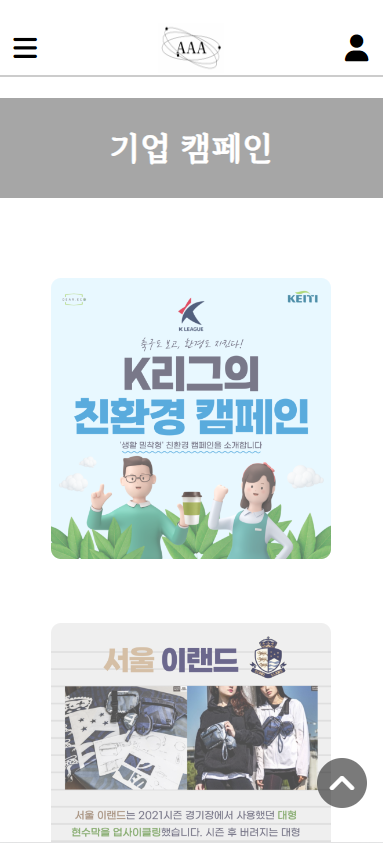 AAA
기업 캠페인
KEITI
K LEAGUE
축구도 보고, 환경도 지킨다!
K리그의
친환경 캠페인
'생활 밀착형' 친환경 캠페인을 소개합니다
서울 이랜드
서울 이랜드는 2021시즌 경기장에서 사용했던 대형
현수막을 업사이클링했습니다. 시즌 후 버려지는 대형